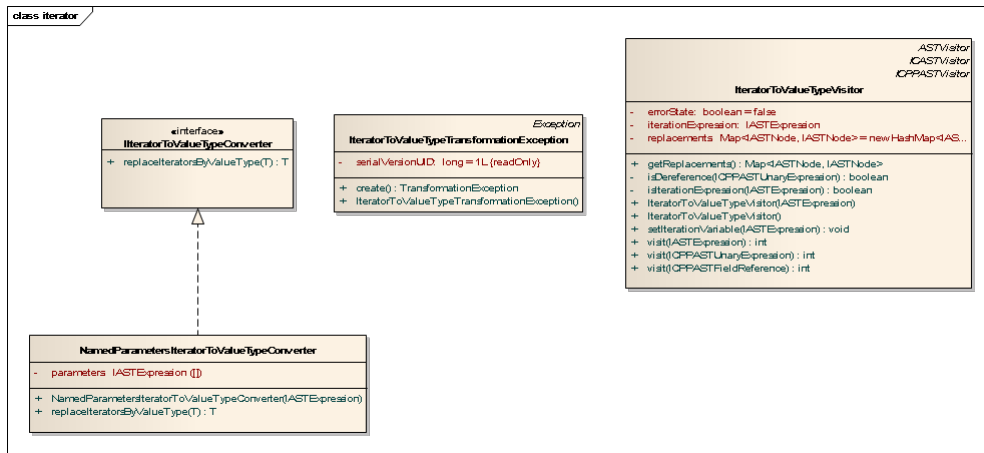 class iterator
«interface»
IIteratorToValueTypeConverter
+ replaceIteratorsByValueType(T) : T
Exception
IteratorToValueTypeTransformationException
- serialVersionUID: long = 1L {readOnly}
+ create() : TransformationException
+ IteratorToValueTypeTransformationException()
ASTVisitor
ICASTVisitor
ICPPASTVisitor
IteratorToValueTypeVisitor
- errorState: boolean = false
- iterationExpression: IASTExpression
- replacements: Map<IASTNode, IASTNode> = new HashMap<IAS...
+ getReplacements() : Map<IASTNode, IASTNode>
- isDereference(ICPPASTUnaryExpression) : boolean
- isIterationExpression(IASTExpression) : boolean
+ IteratorToValueTypeVisitor(IASTExpression)
+ IteratorToValueTypeVisitor()
+ setIterationVariable(IASTExpression) : void
+ visit(IASTExpression) : int
+ visit(ICPPASTUnaryExpression) : int
+ visit(ICPPASTFieldReference) : int
NamedParametersIteratorToValueTypeConverter
- parameters: IASTExpression ([])
+ NamedParametersIteratorToValueTypeConverter(IASTExpression)
+ replaceIteratorsByValueType(T) : T